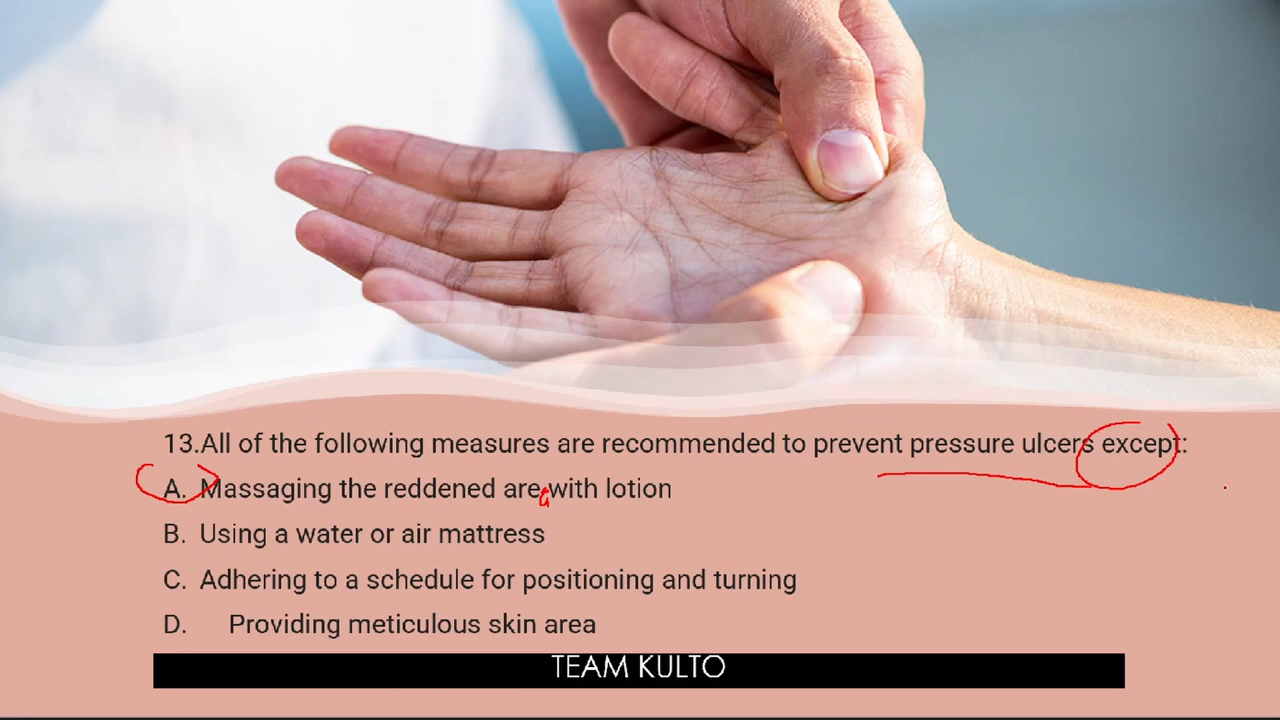 13.All of the following measures are recommended to prevent pressure ulcers except:
A. Massaging the reddened are a with lotion
B. Using a water or air mattress
C. Adhering to a schedule for positioning and turning
D. Providing meticulous skin area
TEAM KULTO